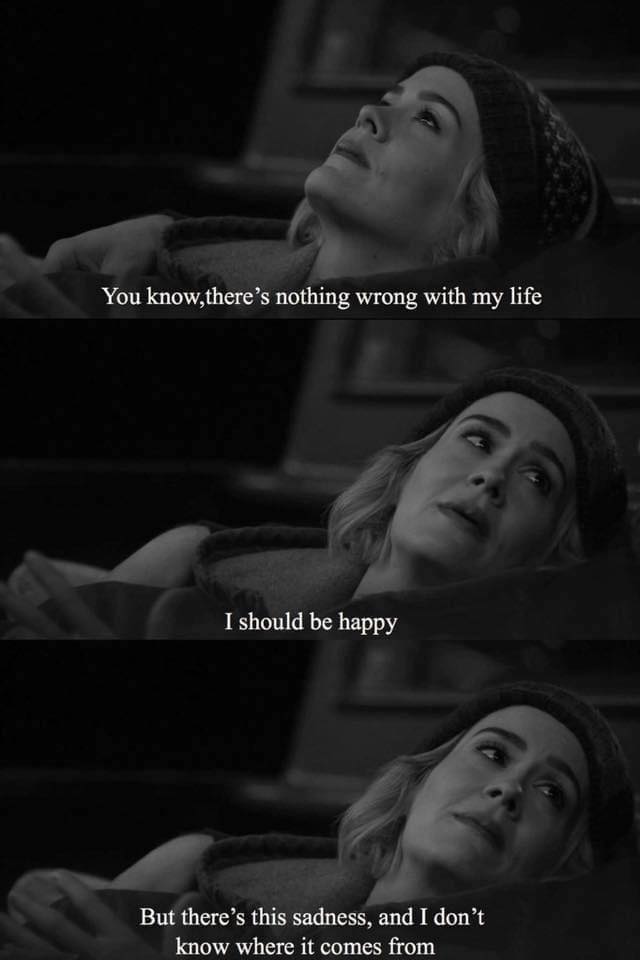 You know,there’s nothing wrong with my life
I should be happy
But there’s this sadness, and I don’t
know where it comes from